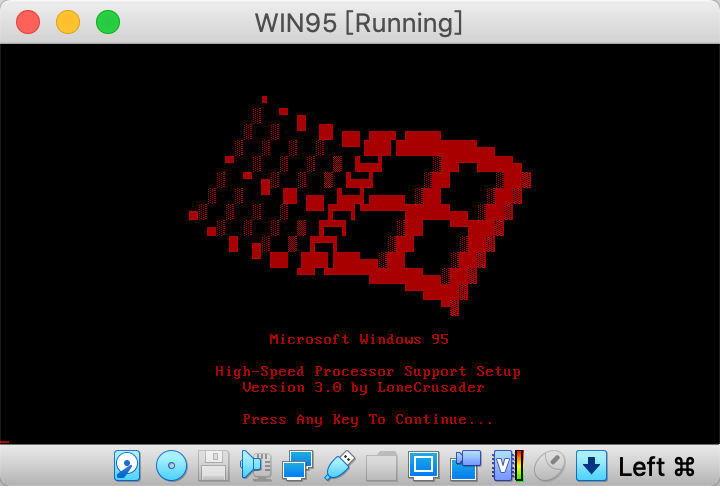 WIN95 [Running]
Microsoft Windows 95
High-Speed Processor Support Setup
Version 3.0 by LoneCrusader
Press Any Key To Continue...
V
Left ⌘